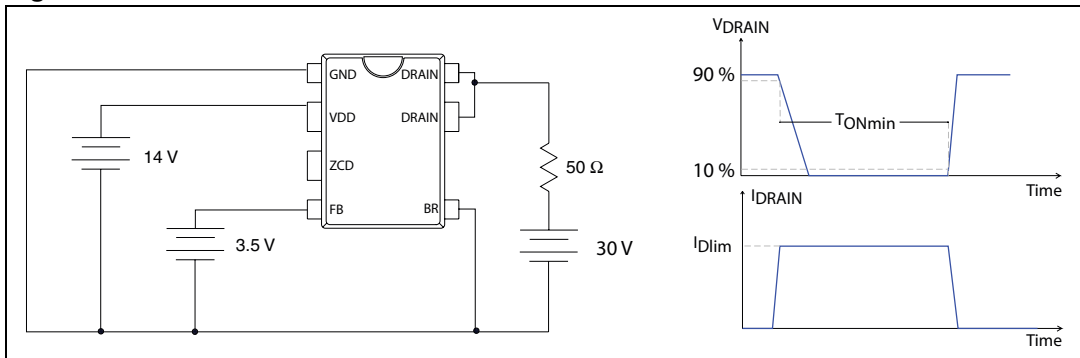 GND
DRAIN
VDD
DRAIN
ZCD
FB
BR
14 V
3.5 V
50 Ω
30 V
VDRAIN
90 %
TONmin
10 %
Time
IDRAIN
IDlim
Time